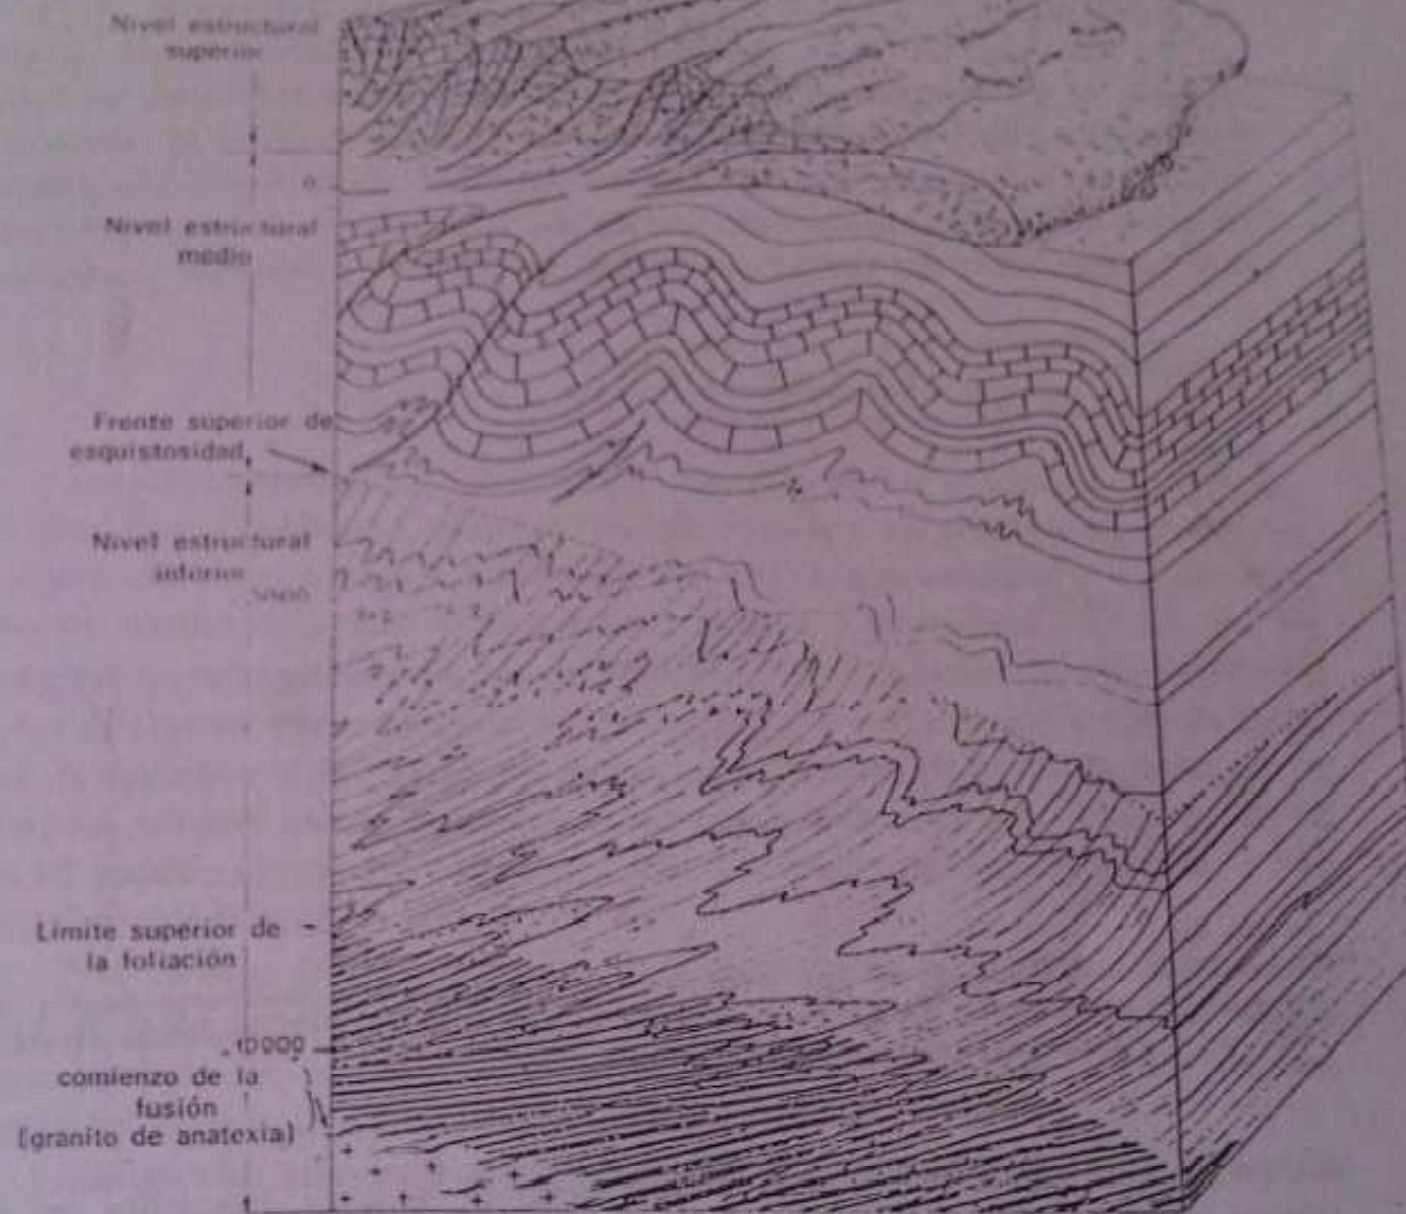 Nivel estructural
superior
0
Nivel estructural
medio
Frente superior de
esquistosidad
Nivel estructural
inferior
5000
Límite superior de
la foliación
10000
comienzo de la
fusión
(granito de anatexia)